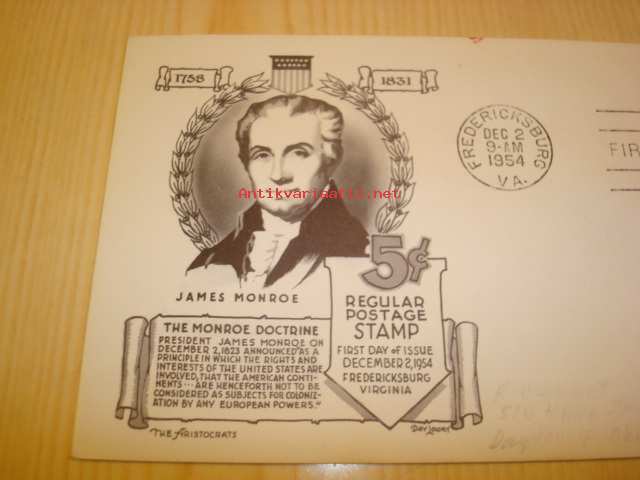 1758 1831
JAMES MONROE
THE MONROE DOCTRINE
PRESIDENT JAMES MONROE ON
DECEMBER 2, 1823 ANNOUNCED "AS A
PRINCIPLE IN WHICH THE RIGHTS AND
INTERESTS OF THE UNITED STATES ARE
INVOLVED, THAT THE AMERICAN CONTI-
NENTS ... ARE HENCEFORTH NOT TO BE
CONSIDERED AS SUBJECTS FOR COLONIZ-
ATION BY ANY EUROPEAN POWERS."
5¢
REGULAR
POSTAGE
STAMP
FIRST DAY of ISSUE
DECEMBER 2, 1954
FREDERICKSBURG
VIRGINIA
THE ARISTOCRATS
DAY LOWRY
FREDERICKSBURG
DEC 2
9-AM
1954
VA.
FIR
Antikvariaatti.net